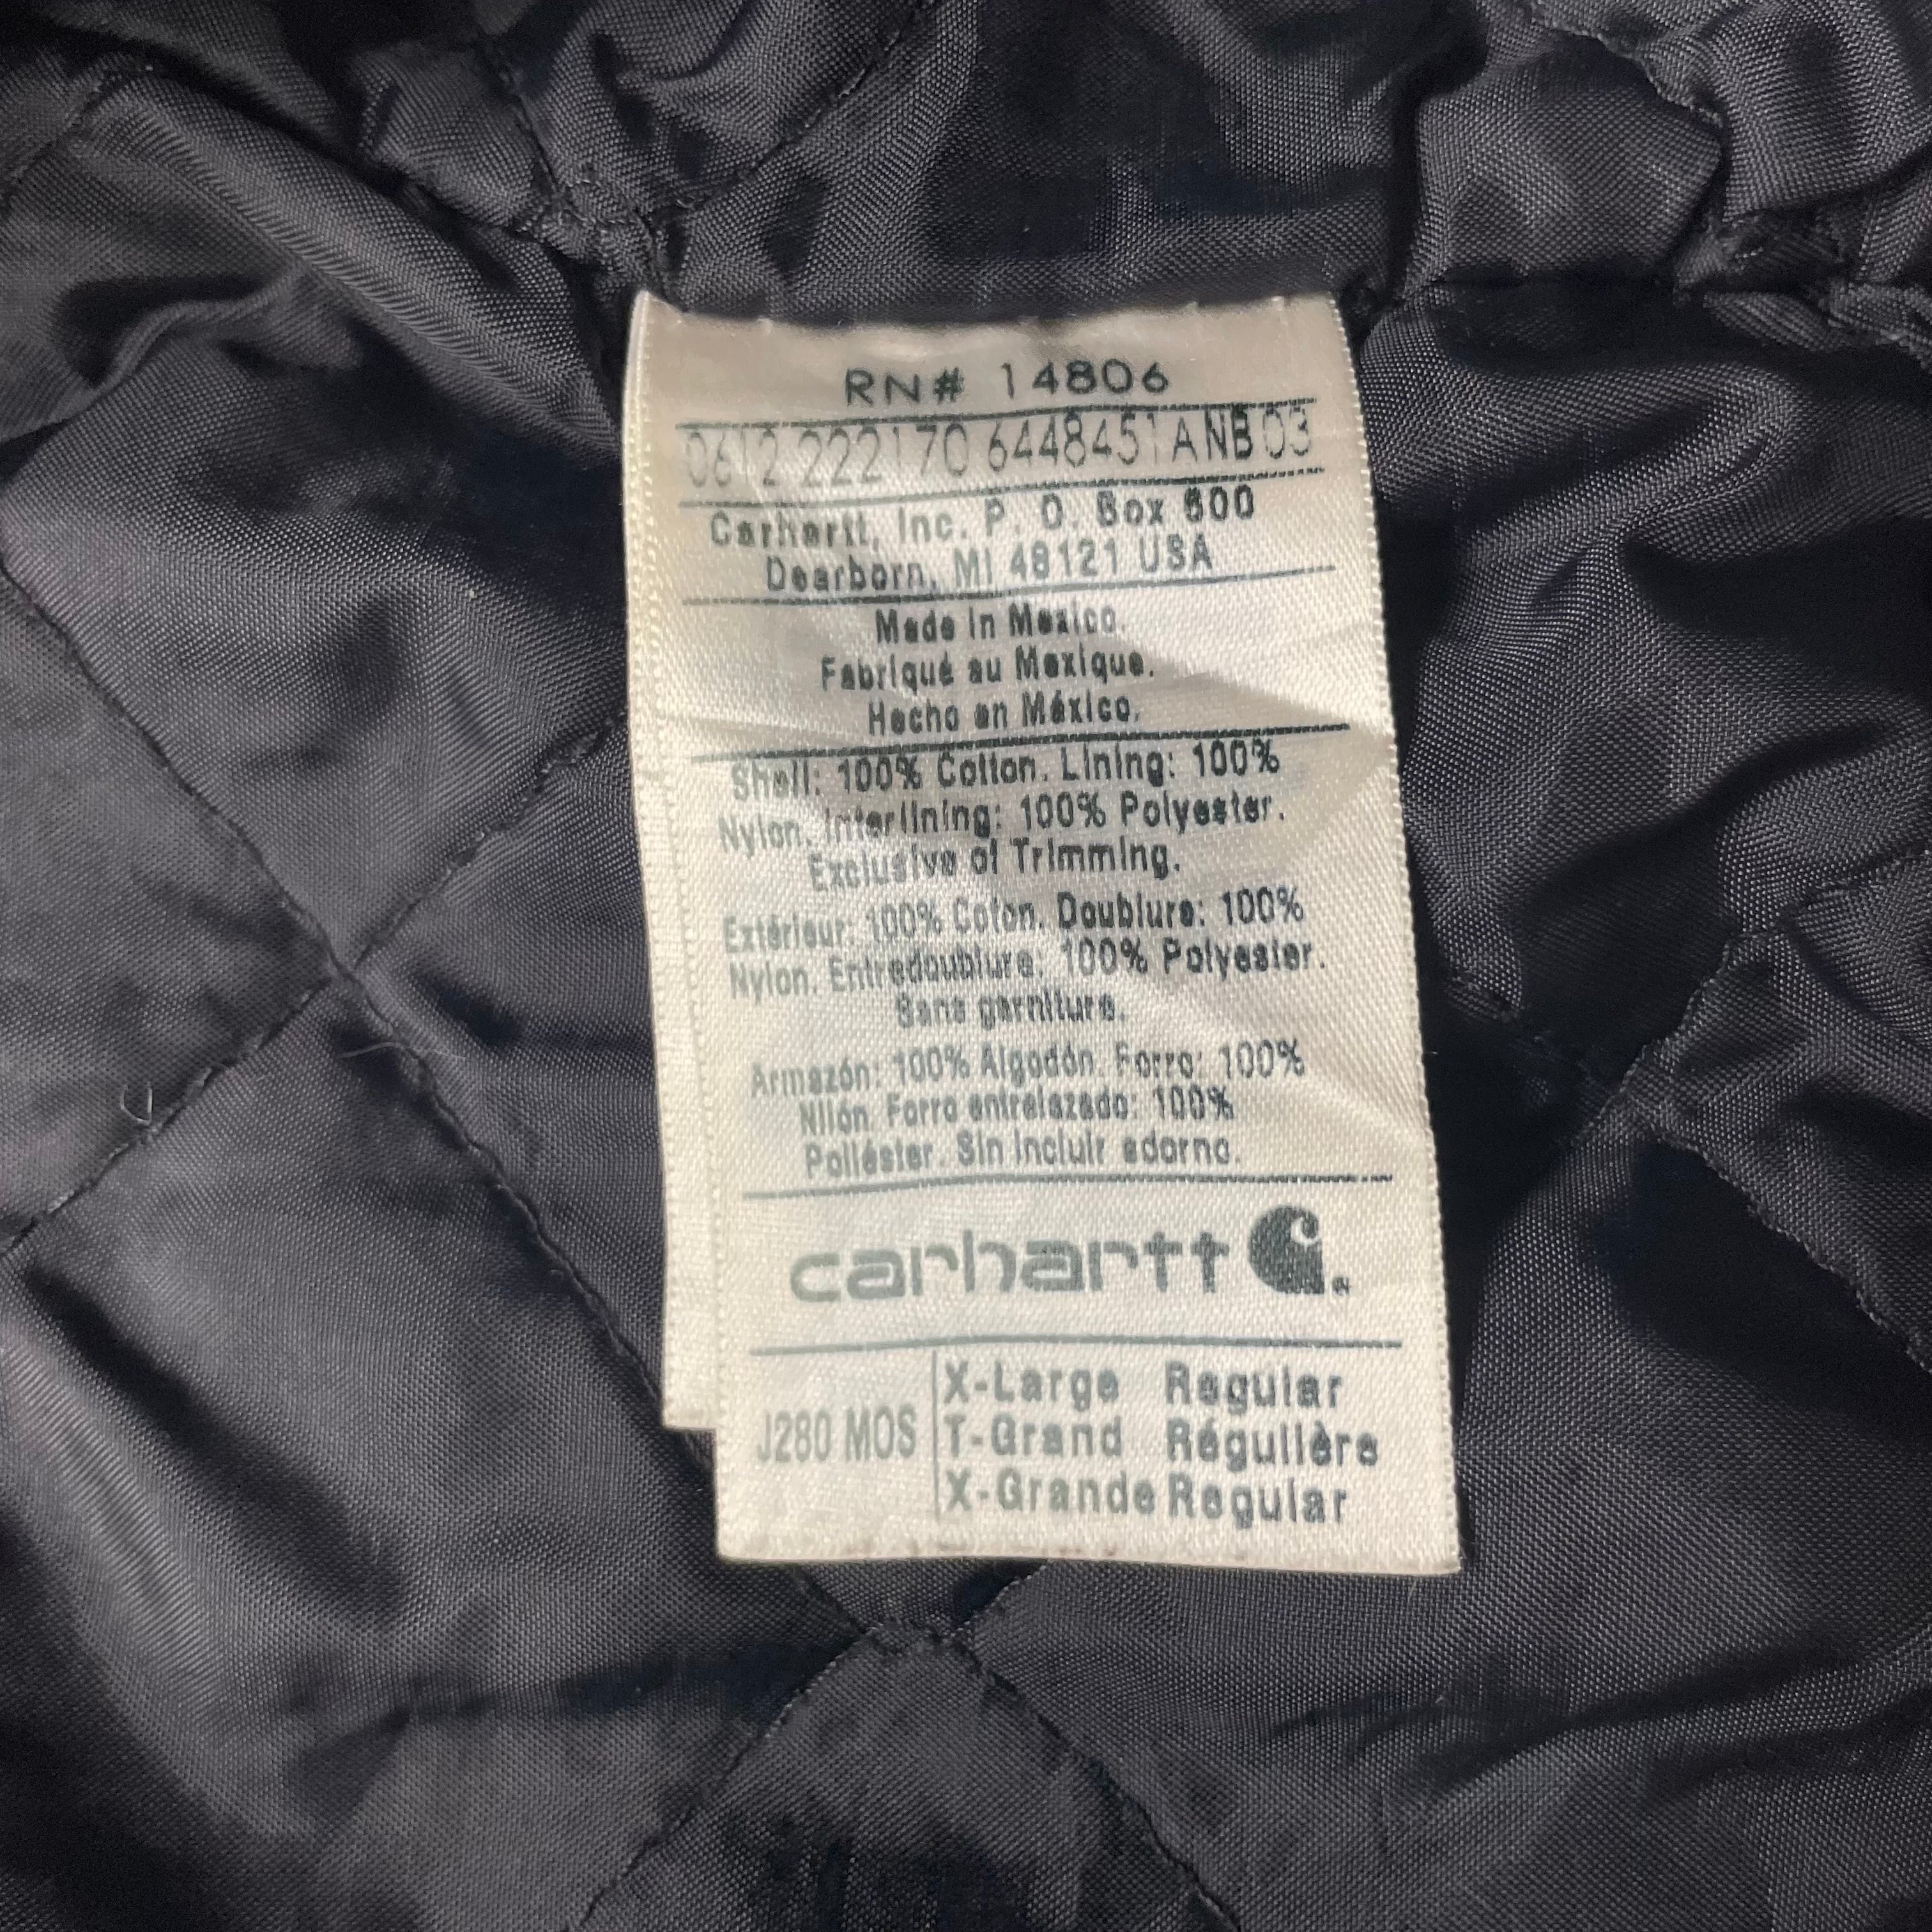 RN# 14806
0612 222170 6448451 ANB 03
Carhartt, Inc. P. O. Box 600
Dearborn, MI 48121 USA
Made in Mexico.
Fabriqué au Mexique.
Hecho en México.
Shell: 100% Cotton. Lining: 100%
Nylon. Interlining: 100% Polyester.
Exclusive of Trimming.
Extérieur: 100% Coton. Doublure: 100%
Nylon. Entredoublure: 100% Polyester.
Sans garniture.
Armazón: 100% Algodón. Forro: 100%
Nilón. Forro entrelazado: 100%
Poliéster. Sin incluir adorno.
carhartt
J280 MOS
X-Large Regular
T-Grand Régulière
X-Grande Regular